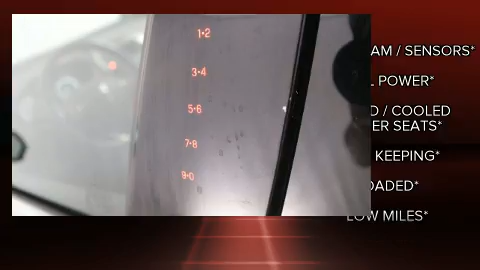 1•2
3•4
5•6
7•8
9•0
AM / SENSORS*
POWER*
D / COOLED
ER SEATS*
KEEPING*
OADED*
LOW MILES*